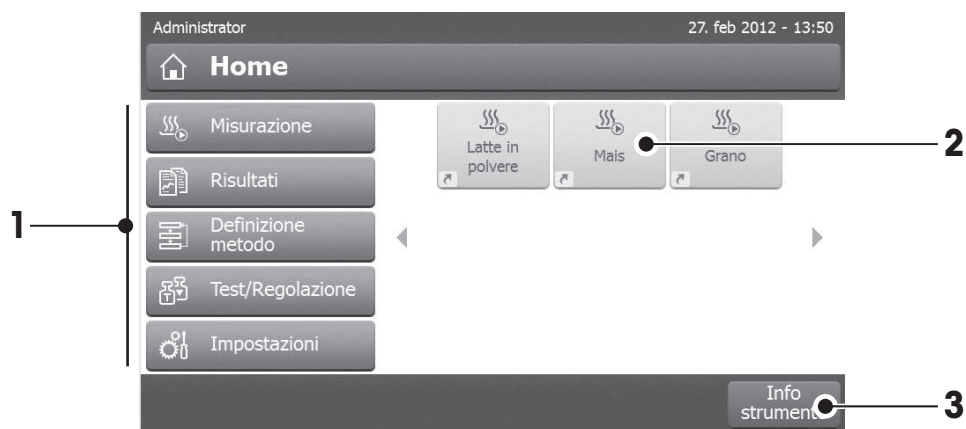 Administrator
27. feb 2012 - 13:50
Home
Misurazione
Risultati
Definizione
metodo
Test/Regolazione
Impostazioni
Latte in
polvere
Mais
Grano
Info
strument
1
2
3